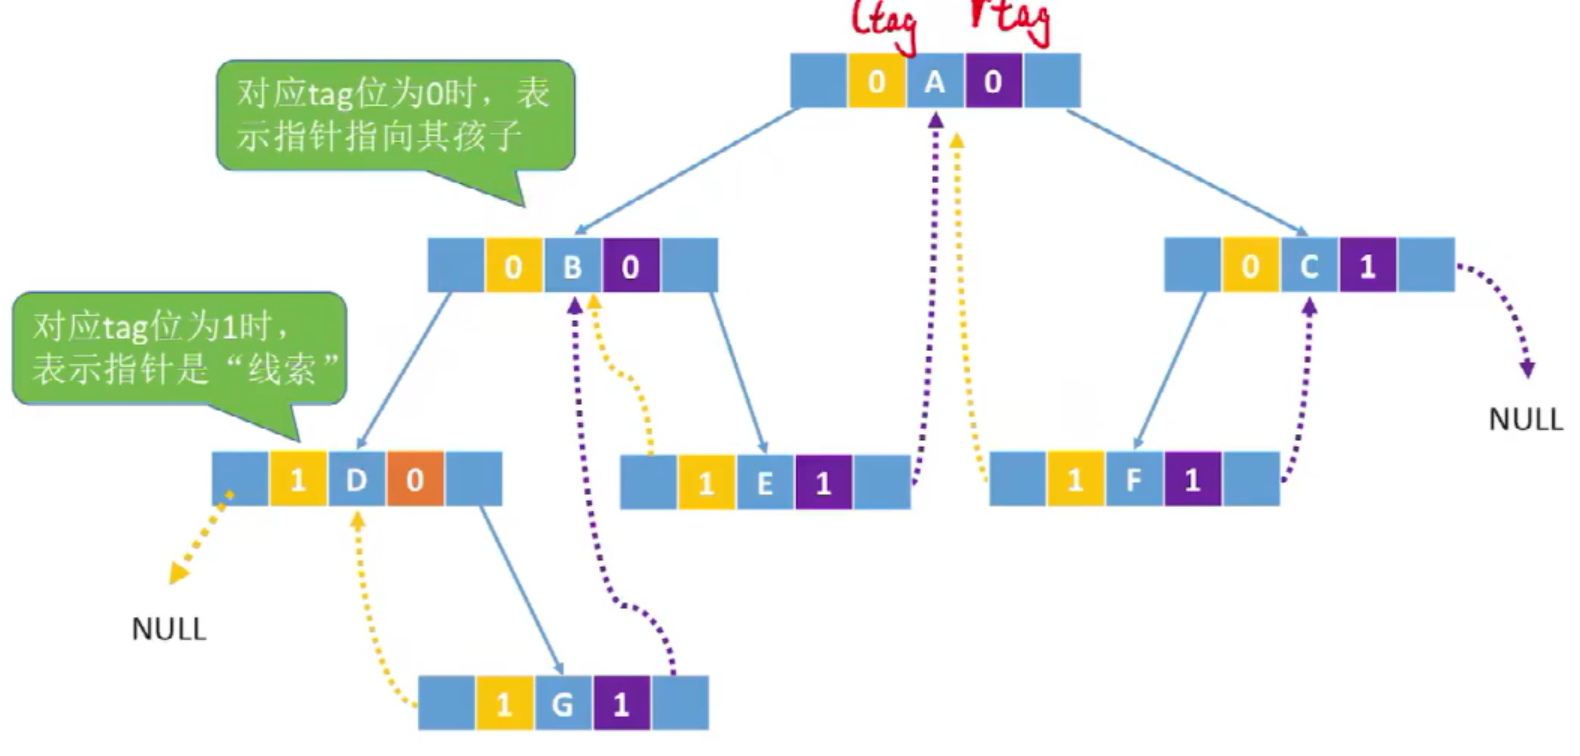 ltag rtag
0 A 0
对应tag位为0时，表
示指针指向其孩子
0 B 0
0 C 1
对应tag位为1时，
表示指针是“线索”
NULL
1 D 0
1 E 1
1 F 1
NULL
1 G 1